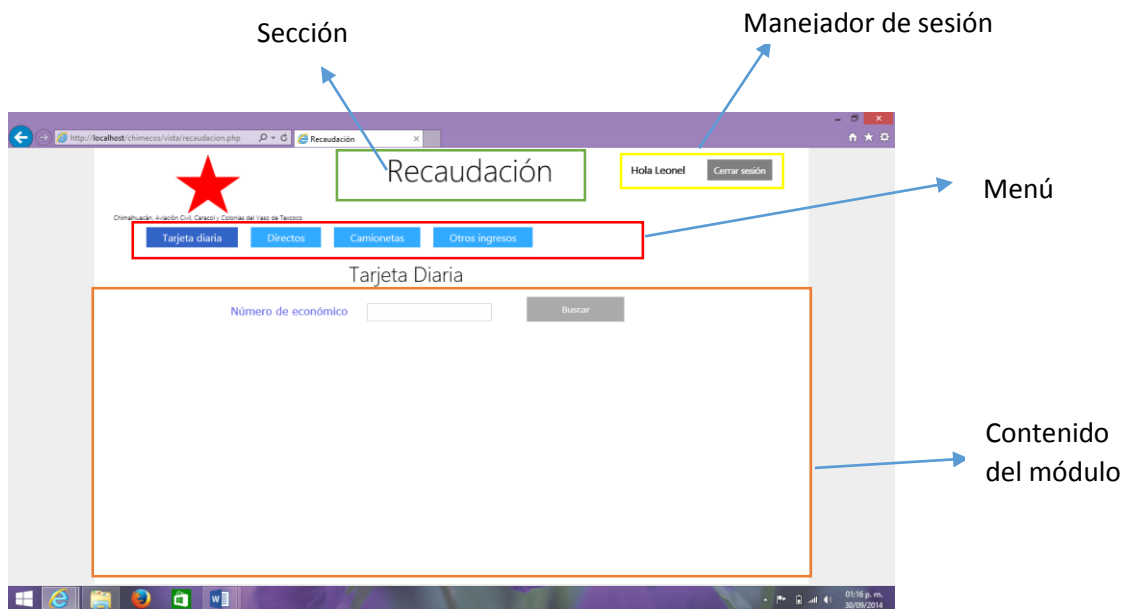 Sección
Manejador de sesión
http://localhost/chimecos/vista/recaudacion.php
Recaudación
Recaudación
Hola Leonel
Cerrar sesión
Menú
Chimalhuacán, Aviación Civil, Caracol y Colonias del Vaso de Texcoco
Tarjeta diaria
Directos
Camionetas
Otros ingresos
Tarjeta Diaria
Número de económico
Buscar
Contenido
del módulo
01:16 p. m.
30/09/2014